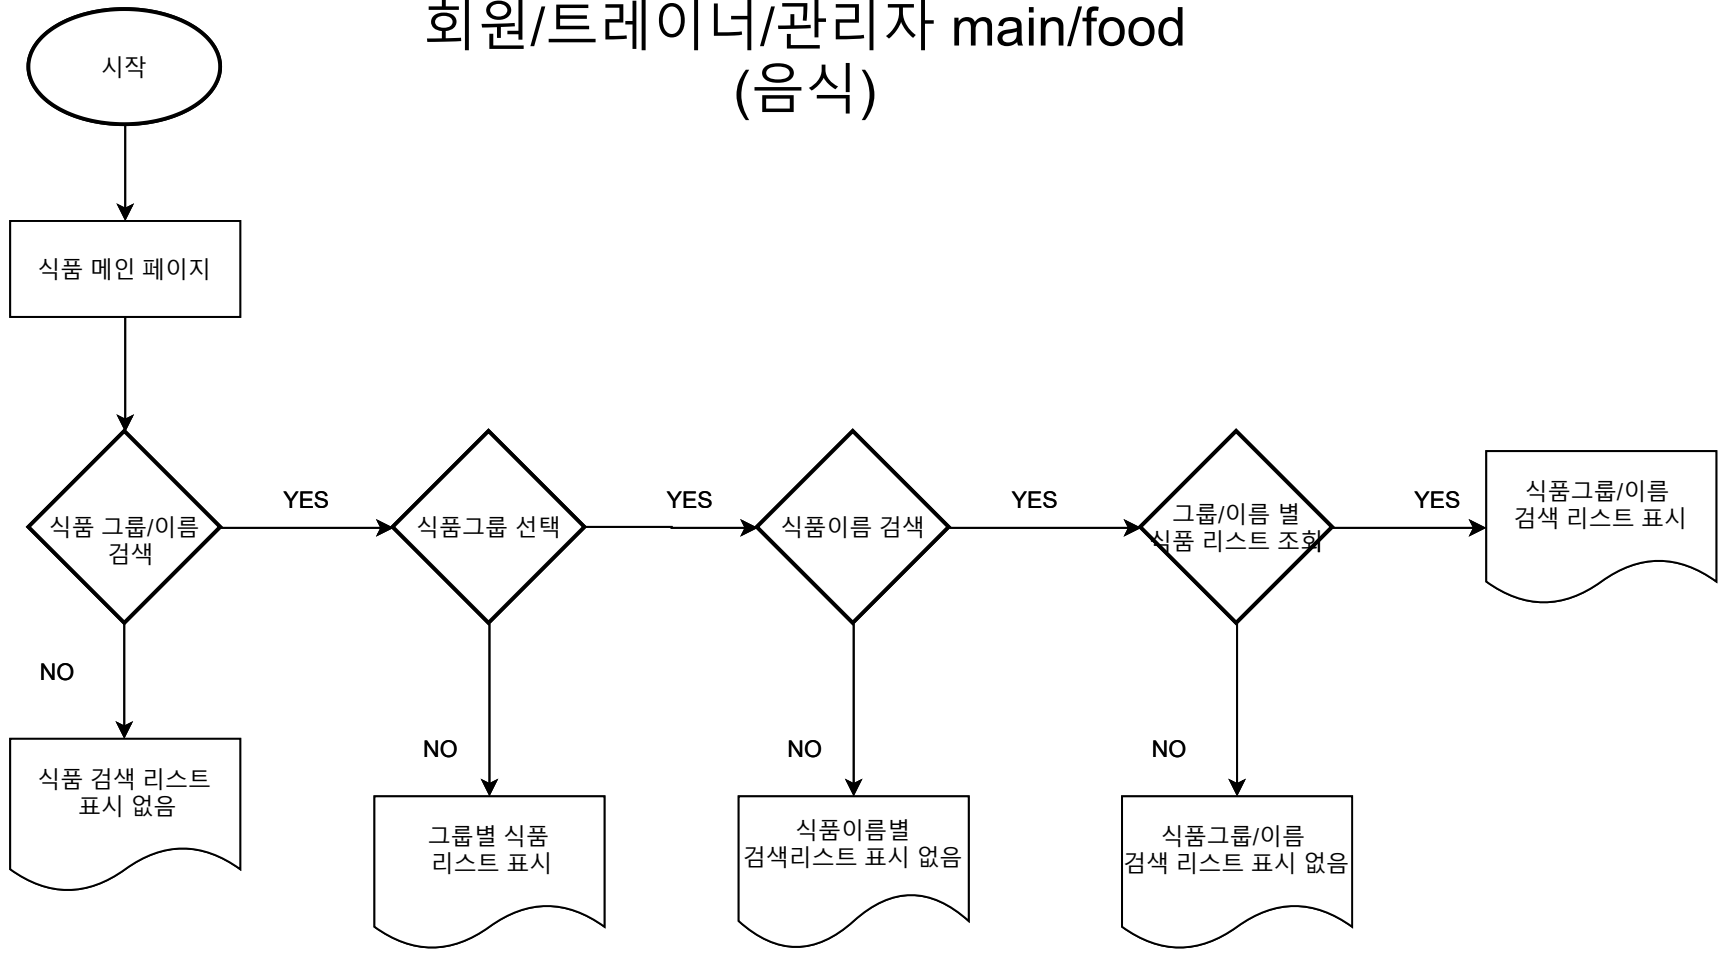 회원/트레이너/관리자 main/food
(음식)
시작
식품 메인 페이지
식품 그룹/이름
검색
YES
식품그룹 선택
YES
식품이름 검색
YES
그룹/이름 별
식품 리스트 조회
YES
식품그룹/이름
검색 리스트 표시
NO
NO
NO
NO
식품 검색 리스트
표시 없음
그룹별 식품
리스트 표시
식품이름별
검색리스트 표시 없음
식품그룹/이름
검색 리스트 표시 없음